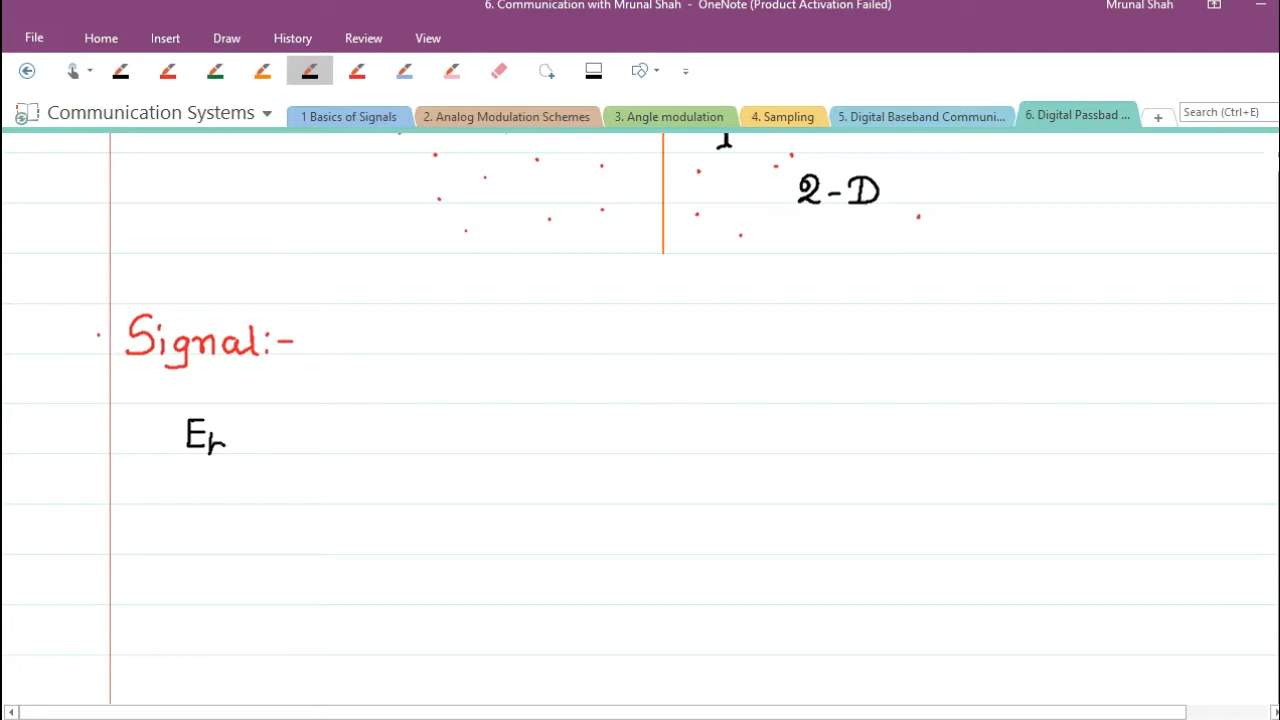 6. Communication with Mrunal Shah - OneNote (Product Activation Failed)
Mrunal Shah
File Home Insert Draw History Review View
Communication Systems
1 Basics of Signals 2. Analog Modulation Schemes 3. Angle modulation 4. Sampling 5. Digital Baseband Communi... 6. Digital Passbad ... Search (Ctrl+E)
2-D
Signal:-
Er